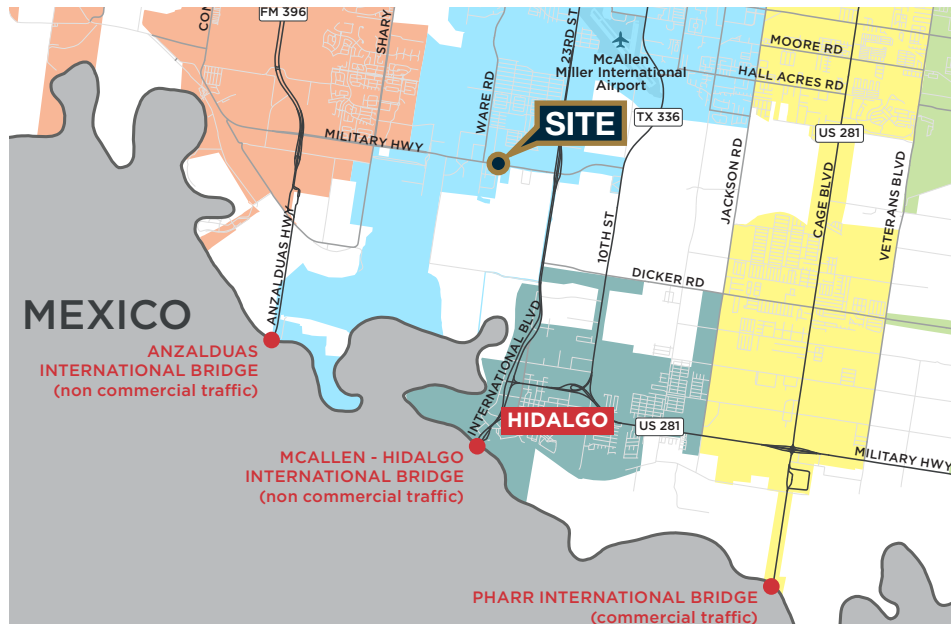 FM 396
CON
SHARY
23RD ST
MOORE RD
McAllen
Miller International
Airport
HALL ACRES RD
WARE RD
SITE
TX 336
US 281
MILITARY HWY
JACKSON RD
CAGE BLVD
VETERANS BLVD
ANZALDUAS HWY
10TH ST
DICKER RD
MEXICO
ANZALDUAS
INTERNATIONAL BRIDGE
(non commercial traffic)
INTERNATIONAL BLVD
HIDALGO
US 281
MILITARY HWY
MCALLEN - HIDALGO
INTERNATIONAL BRIDGE
(non commercial traffic)
PHARR INTERNATIONAL BRIDGE
(commercial traffic)